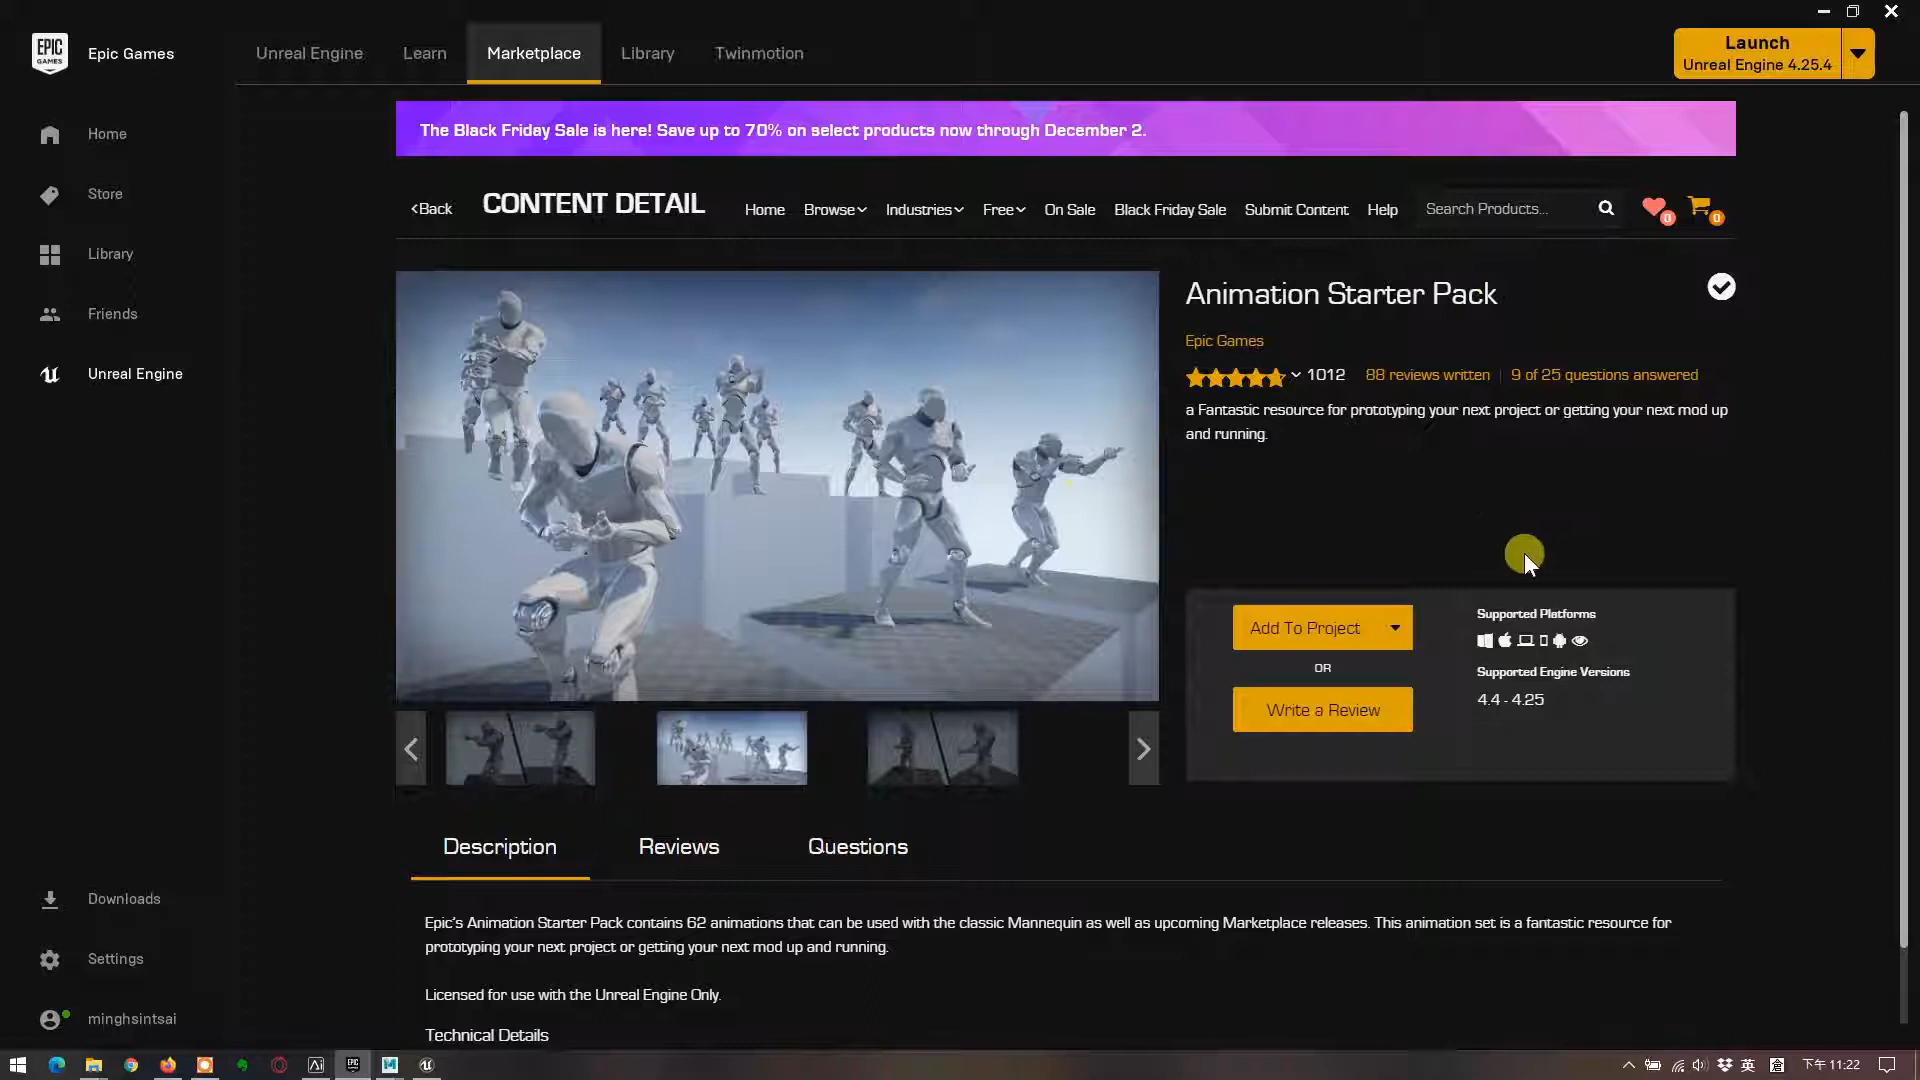 EPIC GAMES
Epic Games
Unreal Engine
Learn
Marketplace
Library
Twinmotion
Launch
Unreal Engine 4.25.4
Home
Store
Library
Friends
Unreal Engine
Downloads
Settings
minghsintsai
The Black Friday Sale is here! Save up to 70% on select products now through December 2.
<Back
CONTENT DETAIL
Home
Browse
Industries
Free
On Sale
Black Friday Sale
Submit Content
Help
Search Products...
0
0
Animation Starter Pack
Epic Games
1012
88 reviews written
9 of 25 questions answered
a Fantastic resource for prototyping your next project or getting your next mod up
and running.
Add To Project
OR
Write a Review
Supported Platforms
Supported Engine Versions
4.4 - 4.25
Description
Reviews
Questions
Epic's Animation Starter Pack contains 62 animations that can be used with the classic Mannequin as well as upcoming Marketplace releases. This animation set is a fantastic resource for
prototyping your next project or getting your next mod up and running.
Licensed for use with the Unreal Engine Only.
Technical Details
英
下午 11:22